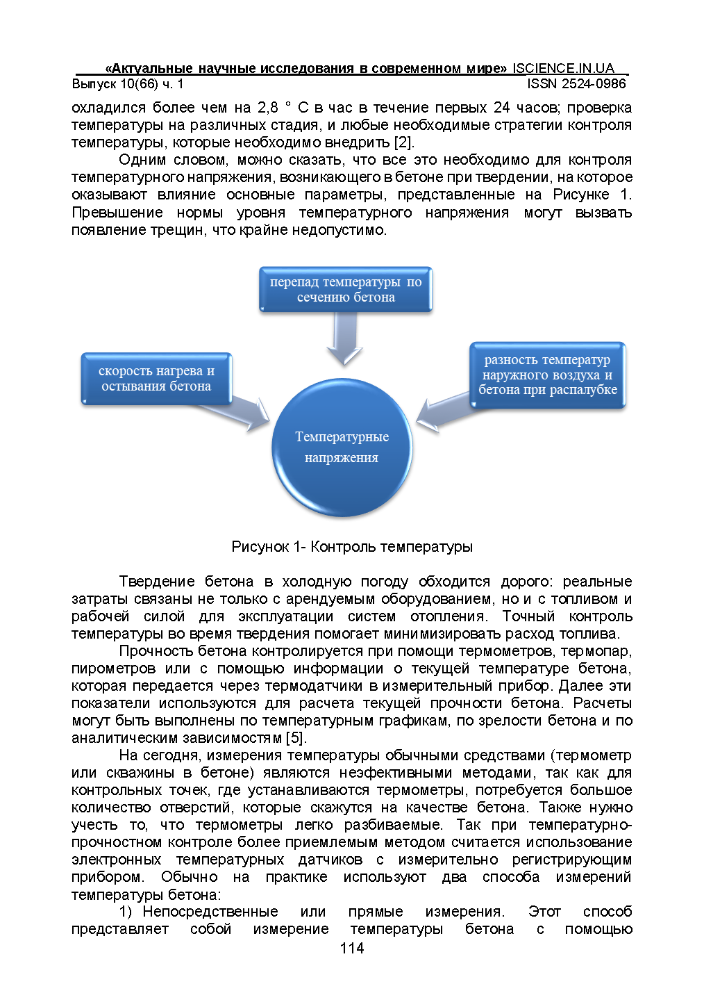 «Актуальные научные исследования в современном мире» ISCIENCE.IN.UA
Выпуск 10(66) ч. 1 ISSN 2524-0986
охладился более чем на 2,8 ° С в час в течение первых 24 часов; проверка
температуры на различных стадия, и любые необходимые стратегии контроля
температуры, которые необходимо внедрить [2].
Одним словом, можно сказать, что все это необходимо для контроля
температурного напряжения, возникающего в бетоне при твердении, на которое
оказывают влияние основные параметры, представленные на Рисунке 1.
Превышение нормы уровня температурного напряжения могут вызвать
появление трещин, что крайне недопустимо.
перепад температуры по
сечению бетона
скорость нагрева и
остывания бетона
разность температур
наружного воздуха и
бетона при распалубке
Температурные
напряжения
Рисунок 1- Контроль температуры
Твердение бетона в холодную погоду обходится дорого: реальные
затраты связаны не только с арендуемым оборудованием, но и с топливом и
рабочей силой для эксплуатации систем отопления. Точный контроль
температуры во время твердения помогает минимизировать расход топлива.
Прочность бетона контролируется при помощи термометров, термопар,
пирометров или с помощью информации о текущей температуре бетона,
которая передается через термодатчики в измерительный прибор. Далее эти
показатели используются для расчета текущей прочности бетона. Расчеты
могут быть выполнены по температурным графикам, по зрелости бетона и по
аналитическим зависимостям [5].
На сегодня, измерения температуры обычными средствами (термометр
или скважины в бетоне) являются неэфективными методами, так как для
контрольных точек, где устанавливаются термометры, потребуется большое
количество отверстий, которые скажутся на качестве бетона. Также нужно
учесть то, что термометры легко разбиваемые. Так при температурно-
прочностном контроле более приемлемым методом считается использование
электронных температурных датчиков с измерительно регистрирующим
прибором. Обычно на практике используют два способа измерений
температуры бетона:
1) Непосредственные или прямые измерения. Этот способ
представляет собой измерение температуры бетона с помощью
114